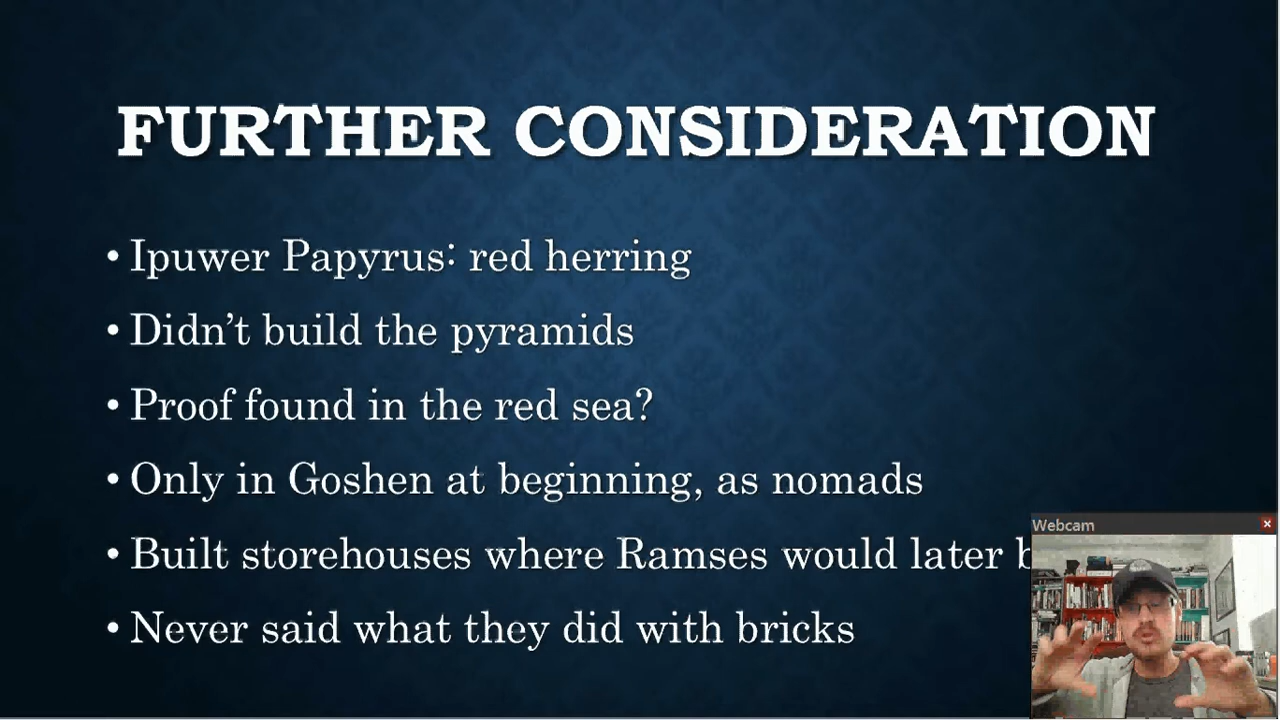 FURTHER CONSIDERATION
• Ipuwer Papyrus: red herring
• Didn’t build the pyramids
• Proof found in the red sea?
• Only in Goshen at beginning, as nomads
• Built storehouses where Ramses would later
Webcam
• Never said what they did with bricks